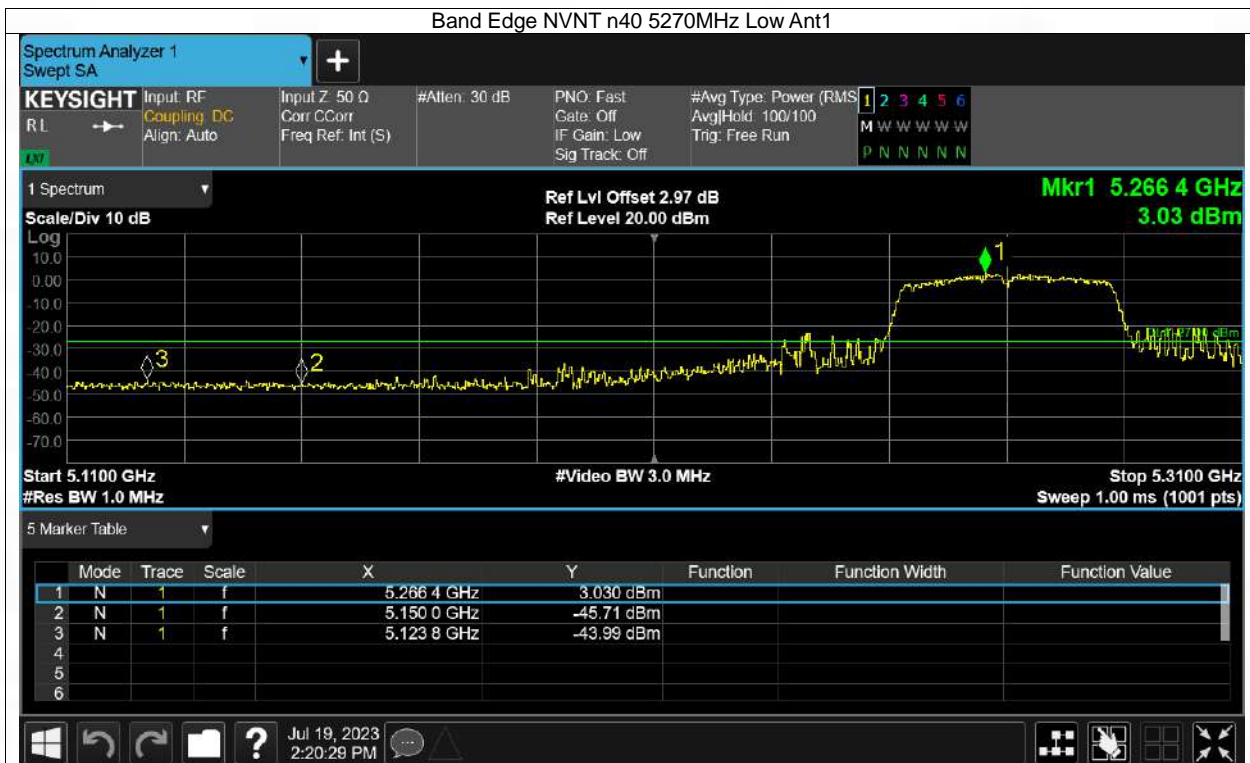 Band Edge NVNT n40 5270MHz Low Ant1
Spectrum Analyzer 1
Swept SA
+
KEYSIGHT Input: RF Input Z: 50 Ω #Atten: 30 dB PNO: Fast #Avg Type: Power (RMS 1 2 3 4 5 6
RL Coupling: DC Corr CCorr Gate: Off Avg|Hold: 100/100 M W W W W W
Align: Auto Freq Ref: Int (S) IF Gain: Low Trig: Free Run
LXI Sig Track: Off P N N N N N
1 Spectrum Ref Lvl Offset 2.97 dB Mkr1 5.266 4 GHz
Scale/Div 10 dB Ref Level 20.00 dBm 3.03 dBm
Log
10.0 1
0.00
-10.0
-20.0
-30.0
-40.0 3 2
-50.0
-60.0
-70.0
Start 5.1100 GHz #Video BW 3.0 MHz Stop 5.3100 GHz
#Res BW 1.0 MHz Sweep 1.00 ms (1001 pts)
5 Marker Table
Mode Trace Scale X Y Function Function Width Function Value
1 N 1 f 5.266 4 GHz 3.030 dBm
2 N 1 f 5.150 0 GHz -45.71 dBm
3 N 1 f 5.123 8 GHz -43.99 dBm
4
5
6
? Jul 19, 2023
2:20:29 PM